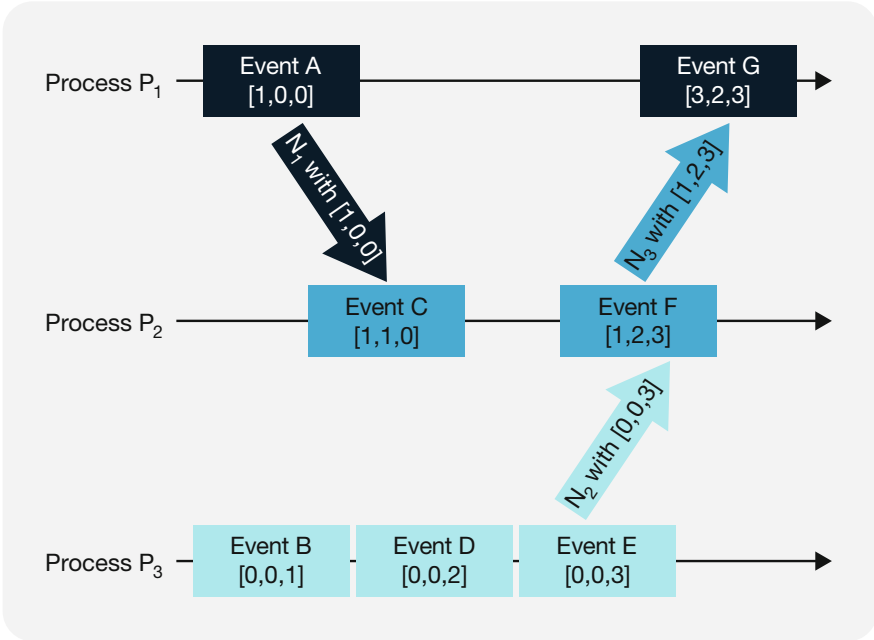 Process P₁
Event A
[1,0,0]
Event G
[3,2,3]
N₁ with [1,0,0]
N₃ with [1,2,3]
Process P₂
Event C
[1,1,0]
Event F
[1,2,3]
N₂ with [0,0,3]
Process P₃
Event B
[0,0,1]
Event D
[0,0,2]
Event E
[0,0,3]